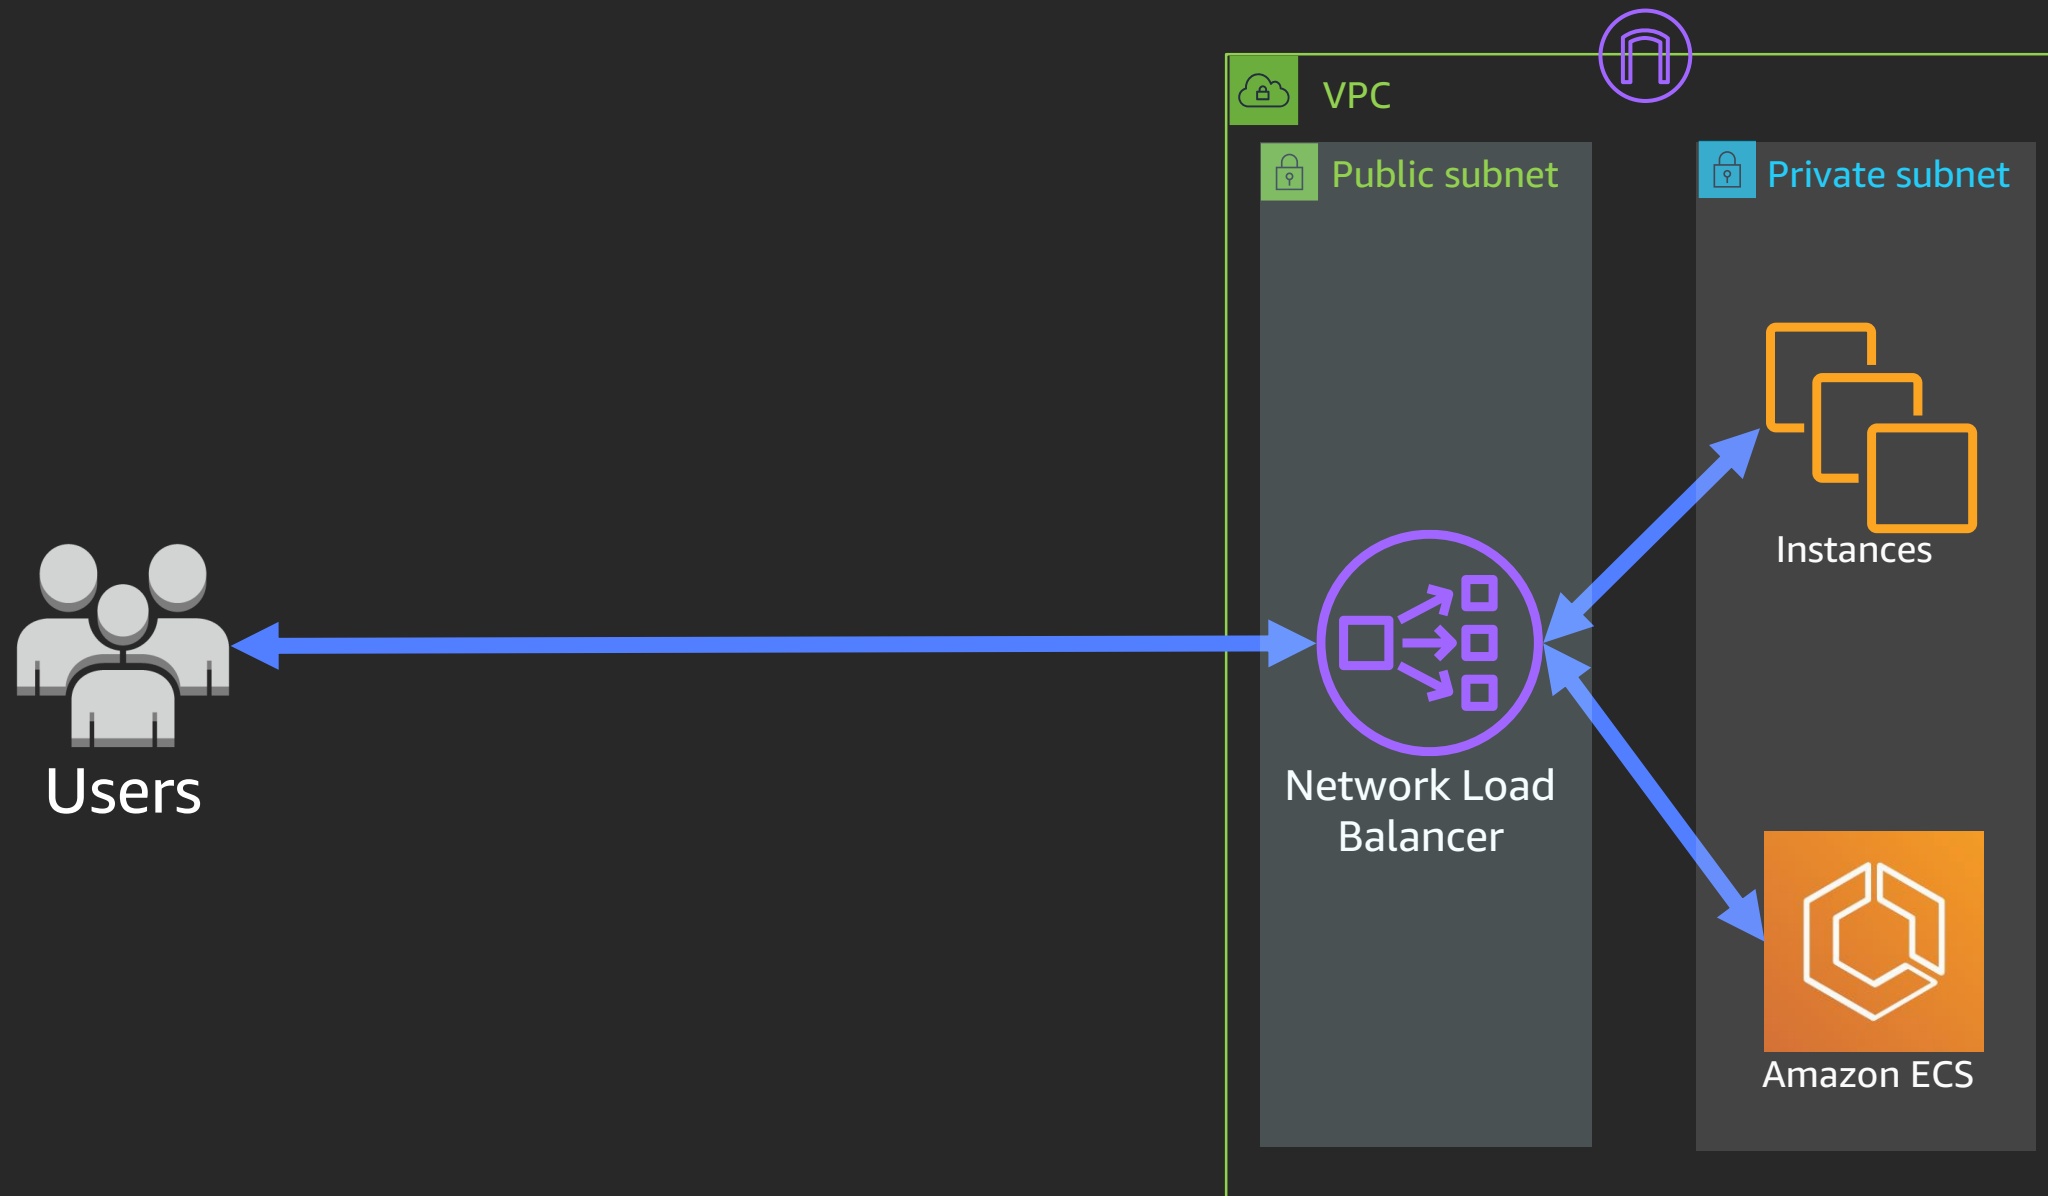 VPC
Public subnet
Private subnet
Instances
Users
Network Load
Balancer
Amazon ECS